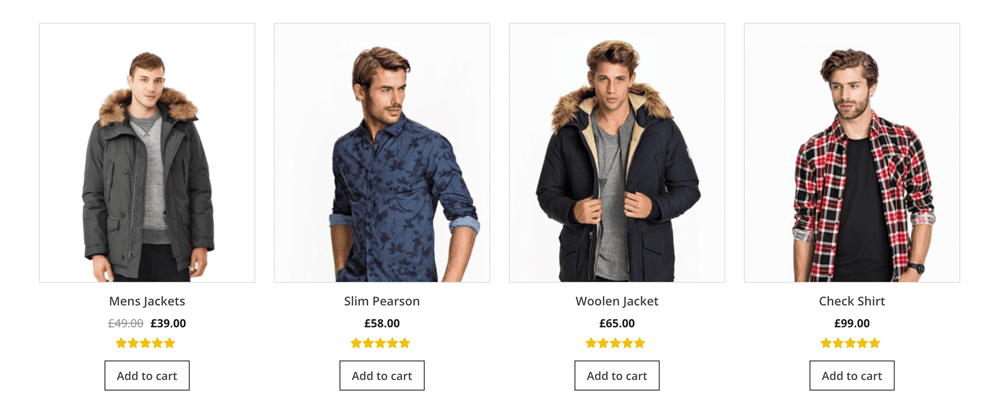 Mens Jackets
£49.00 £39.00
Add to cart
Slim Pearson
£58.00
Add to cart
Woolen Jacket
£65.00
Add to cart
Check Shirt
£99.00
Add to cart